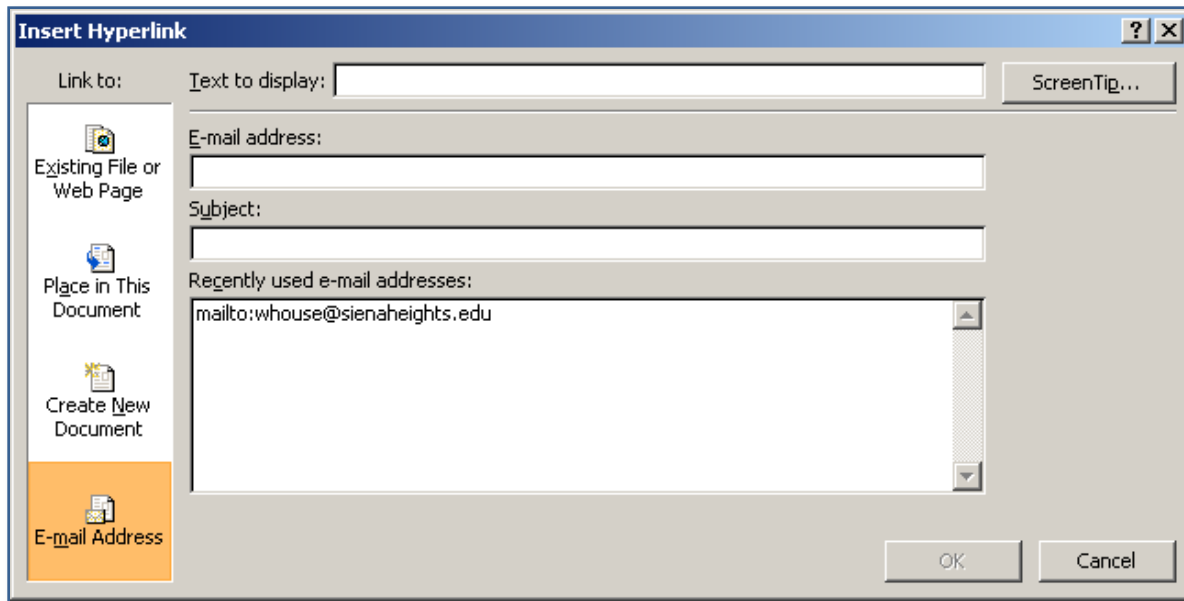 Insert Hyperlink
Link to:
Text to display:
ScreenTip...
Existing File or
Web Page
Place in This
Document
Create New
Document
E-mail Address
E-mail address:
Subject:
Recently used e-mail addresses:
mailto:whouse@sienaheights.edu
OK
Cancel